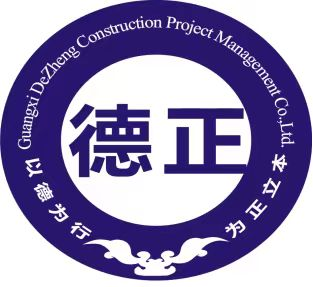 Guangxi DeZheng Construction Project Management Co.,Ltd.
德正
以德为行
为正立本